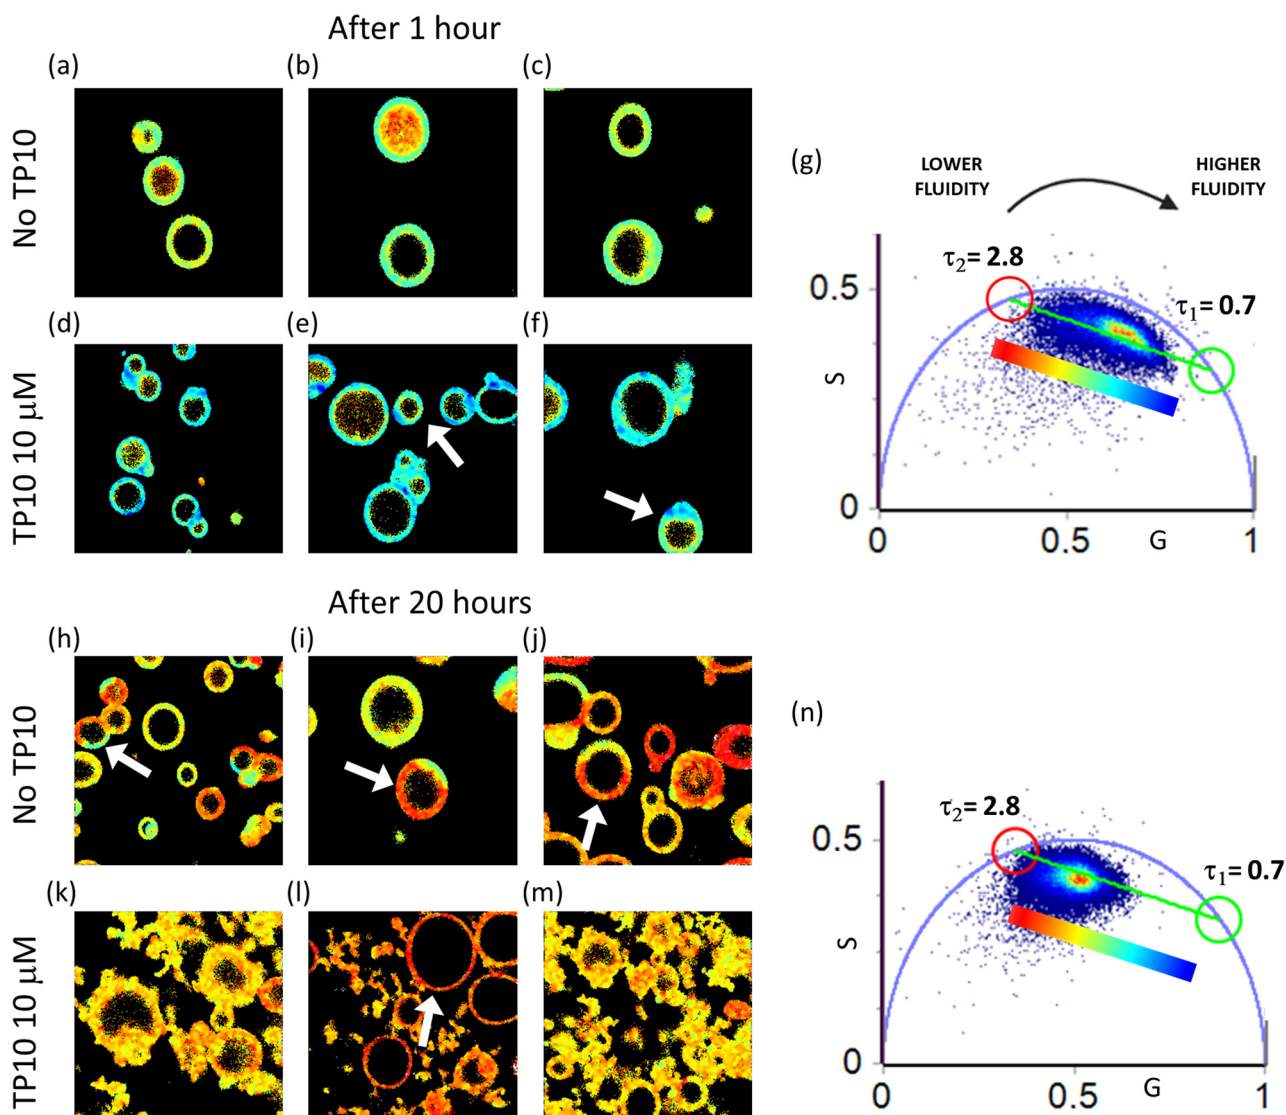 After 1 hour
(a)
(b)
(c)
No TP10
(d)
(e)
(f)
TP10 10 μM
(g)
LOWER
FLUIDITY
HIGHER
FLUIDITY
τ2= 2.8
τ1= 0.7
0.5
S
0
0
0.5
G
1
After 20 hours
(h)
(i)
(j)
No TP10
(k)
(l)
(m)
TP10 10 μM
(n)
τ2= 2.8
τ1= 0.7
0.5
S
0
0
0.5
G
1